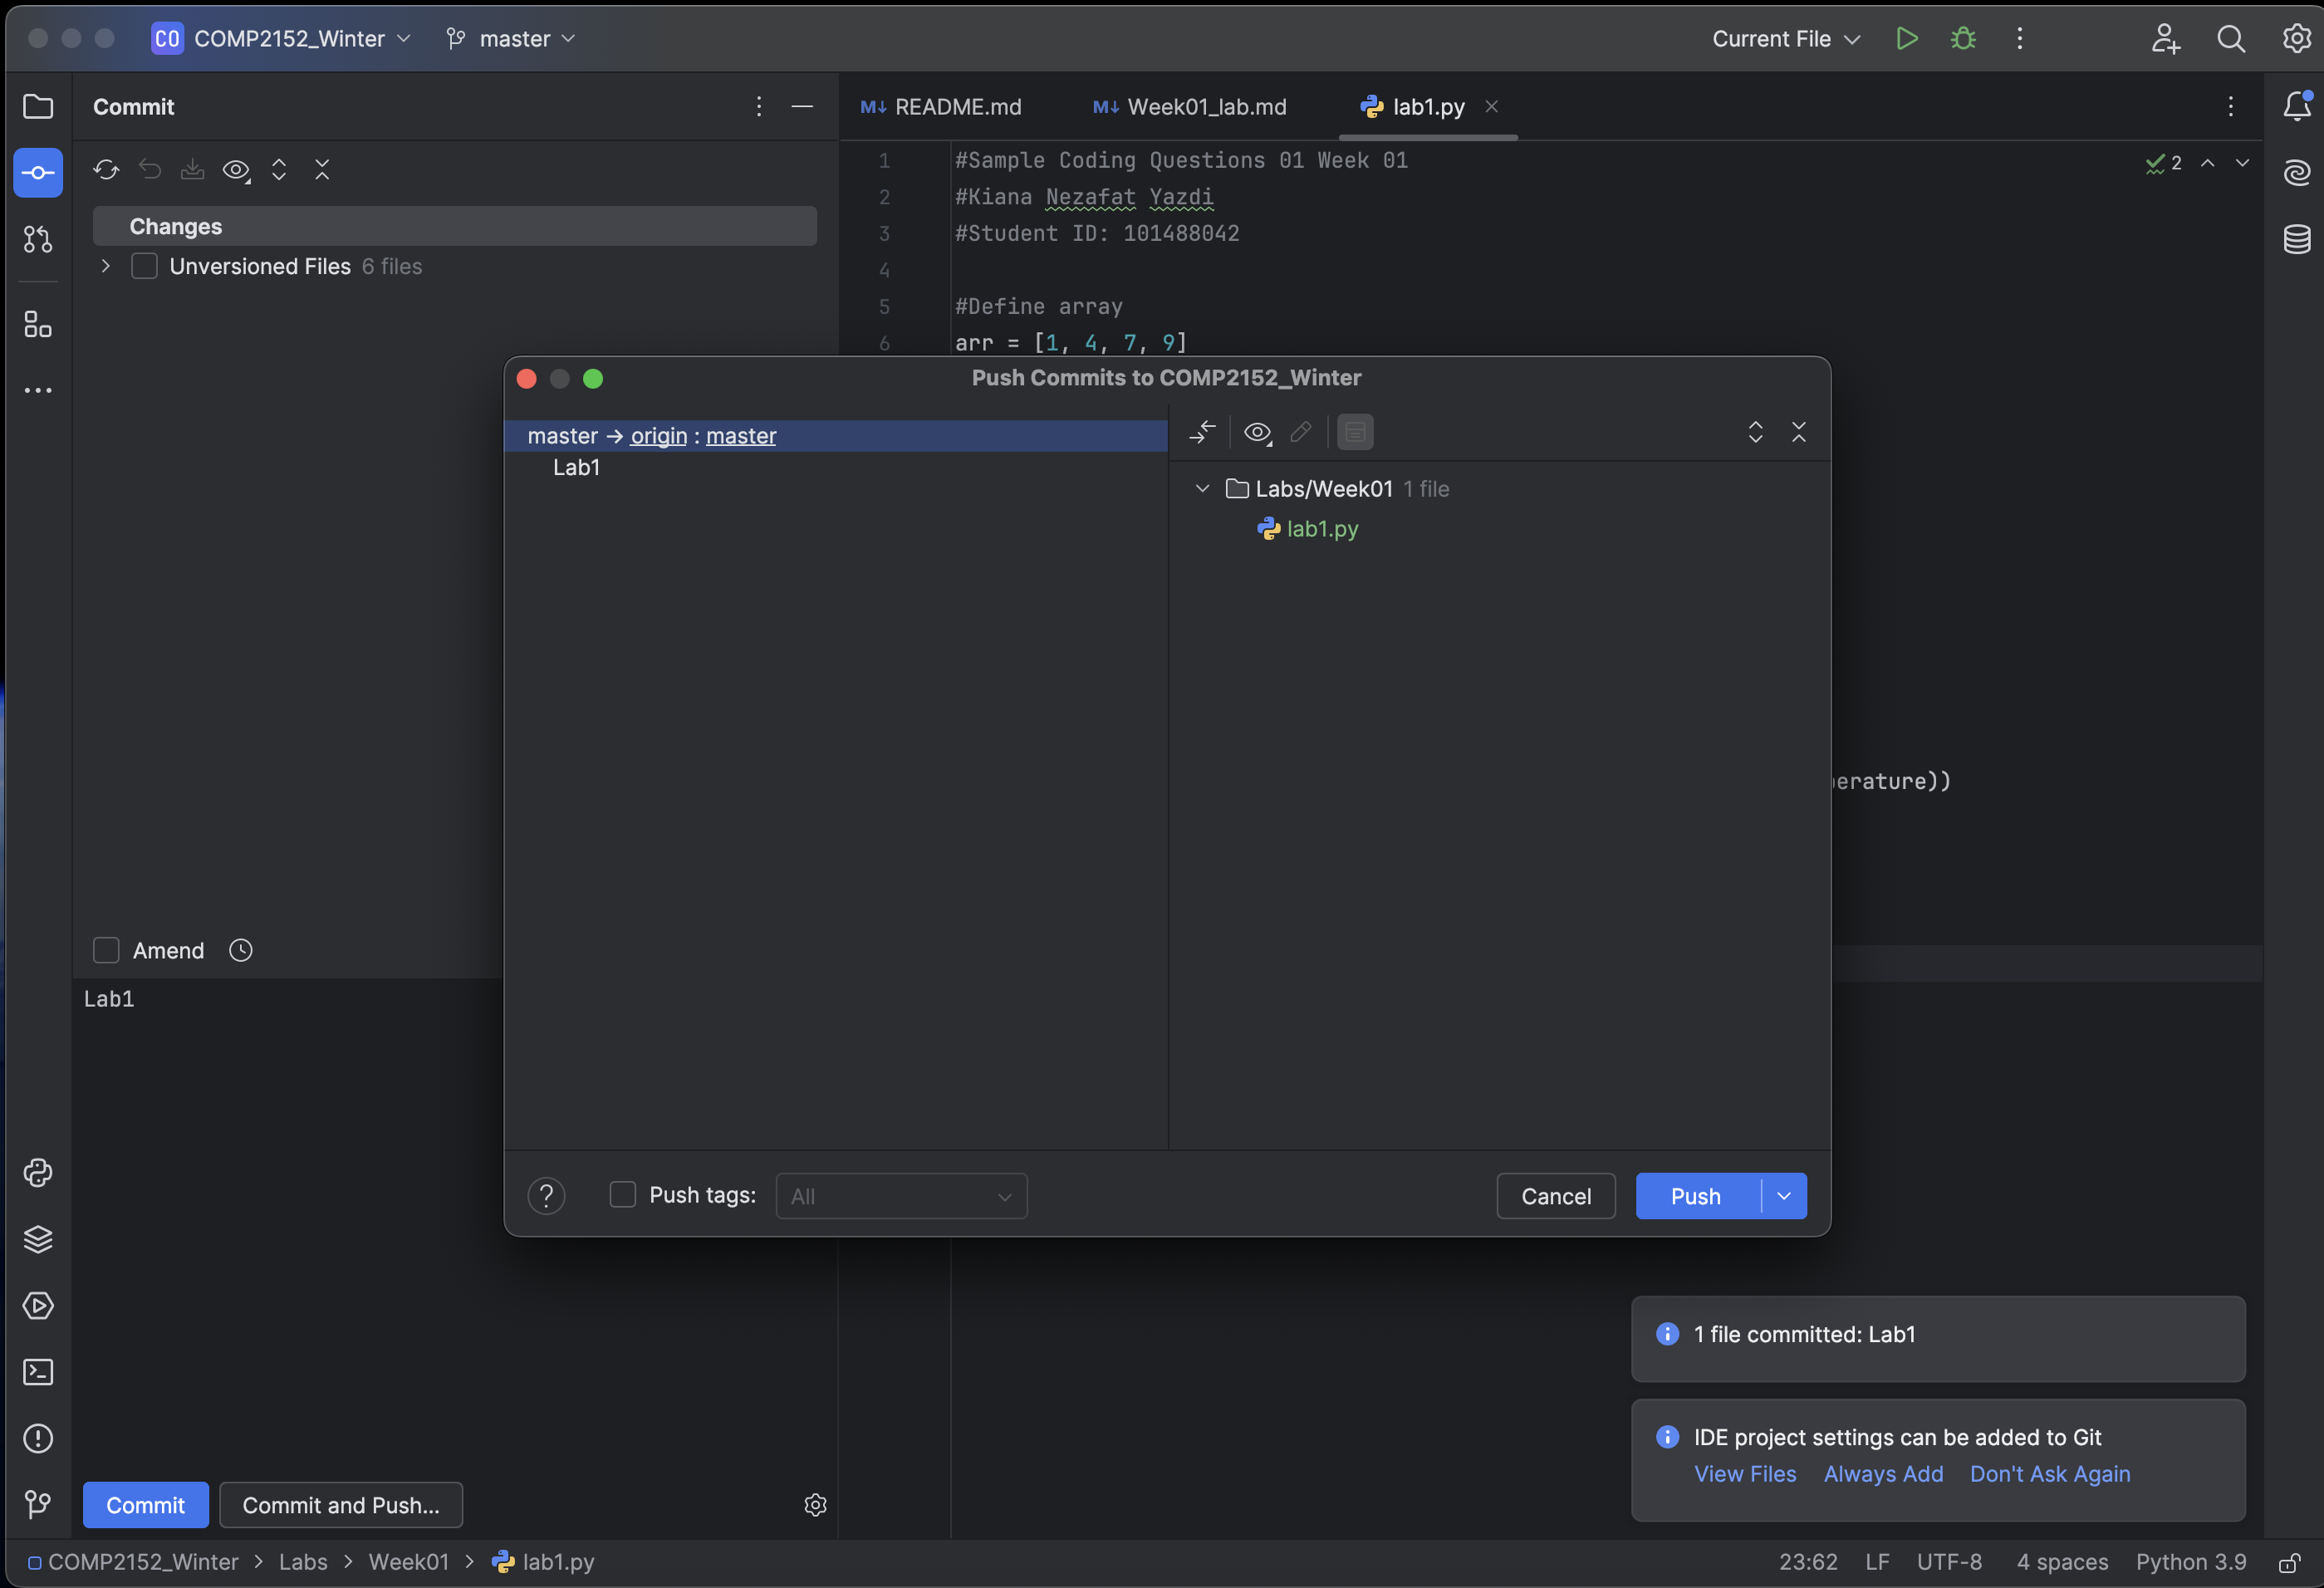 CO COMP2152_Winter master Current File
Commit
README.md Week01_lab.md lab1.py
Changes
Unversioned Files 6 files
2
1 #Sample Coding Questions 01 Week 01
2 #Kiana Nezafat Yazdi
3 #Student ID: 101488042
4
5 #Define array
6 arr = [1, 4, 7, 9]
Push Commits to COMP2152_Winter
master → origin : master
Lab1
Labs/Week01 1 file
lab1.py
erature))
Amend
Lab1
? Push tags: All Cancel Push
1 file committed: Lab1
IDE project settings can be added to Git
View Files Always Add Don't Ask Again
Commit Commit and Push...
COMP2152_Winter > Labs > Week01 > lab1.py 23:62 LF UTF-8 4 spaces Python 3.9